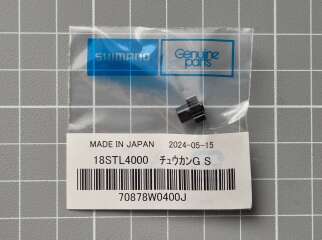 SHIMANO
Genuine parts
MADE IN JAPAN 2024-05-15
18STL4000 チュウカンG S
70878W0400J